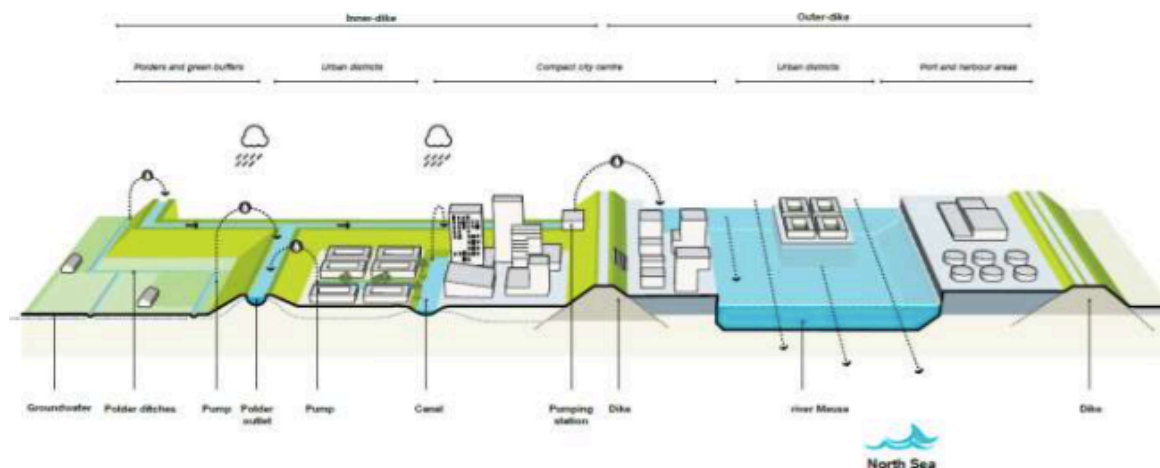 Inner-dike
Outer-dike
Polders and green buffers
Urban districts
Compact city centre
Urban districts
Port and harbour areas
Groundwater
Polder ditches
Pump
Polder
outlet
Pump
Canal
Pumping
station
Dike
river Meuse
Dike
North Sea